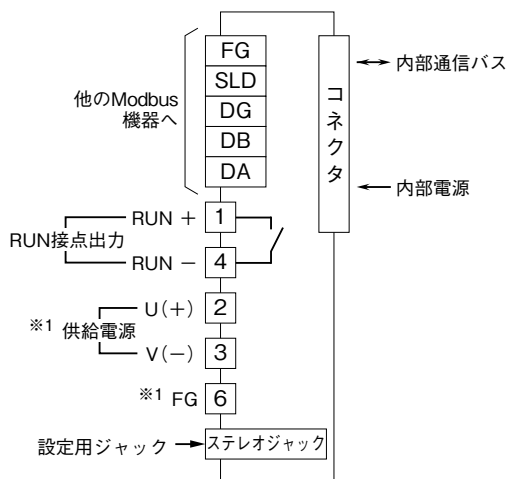 他のModbus
機器へ
FG
SLD
DG
DB
DA
コネクタ
内部通信バス
内部電源
RUN接点出力
RUN +
1
RUN −
4
※1 供給電源
U(+)
2
V(−)
3
※1 FG
6
設定用ジャック
ステレオジャック